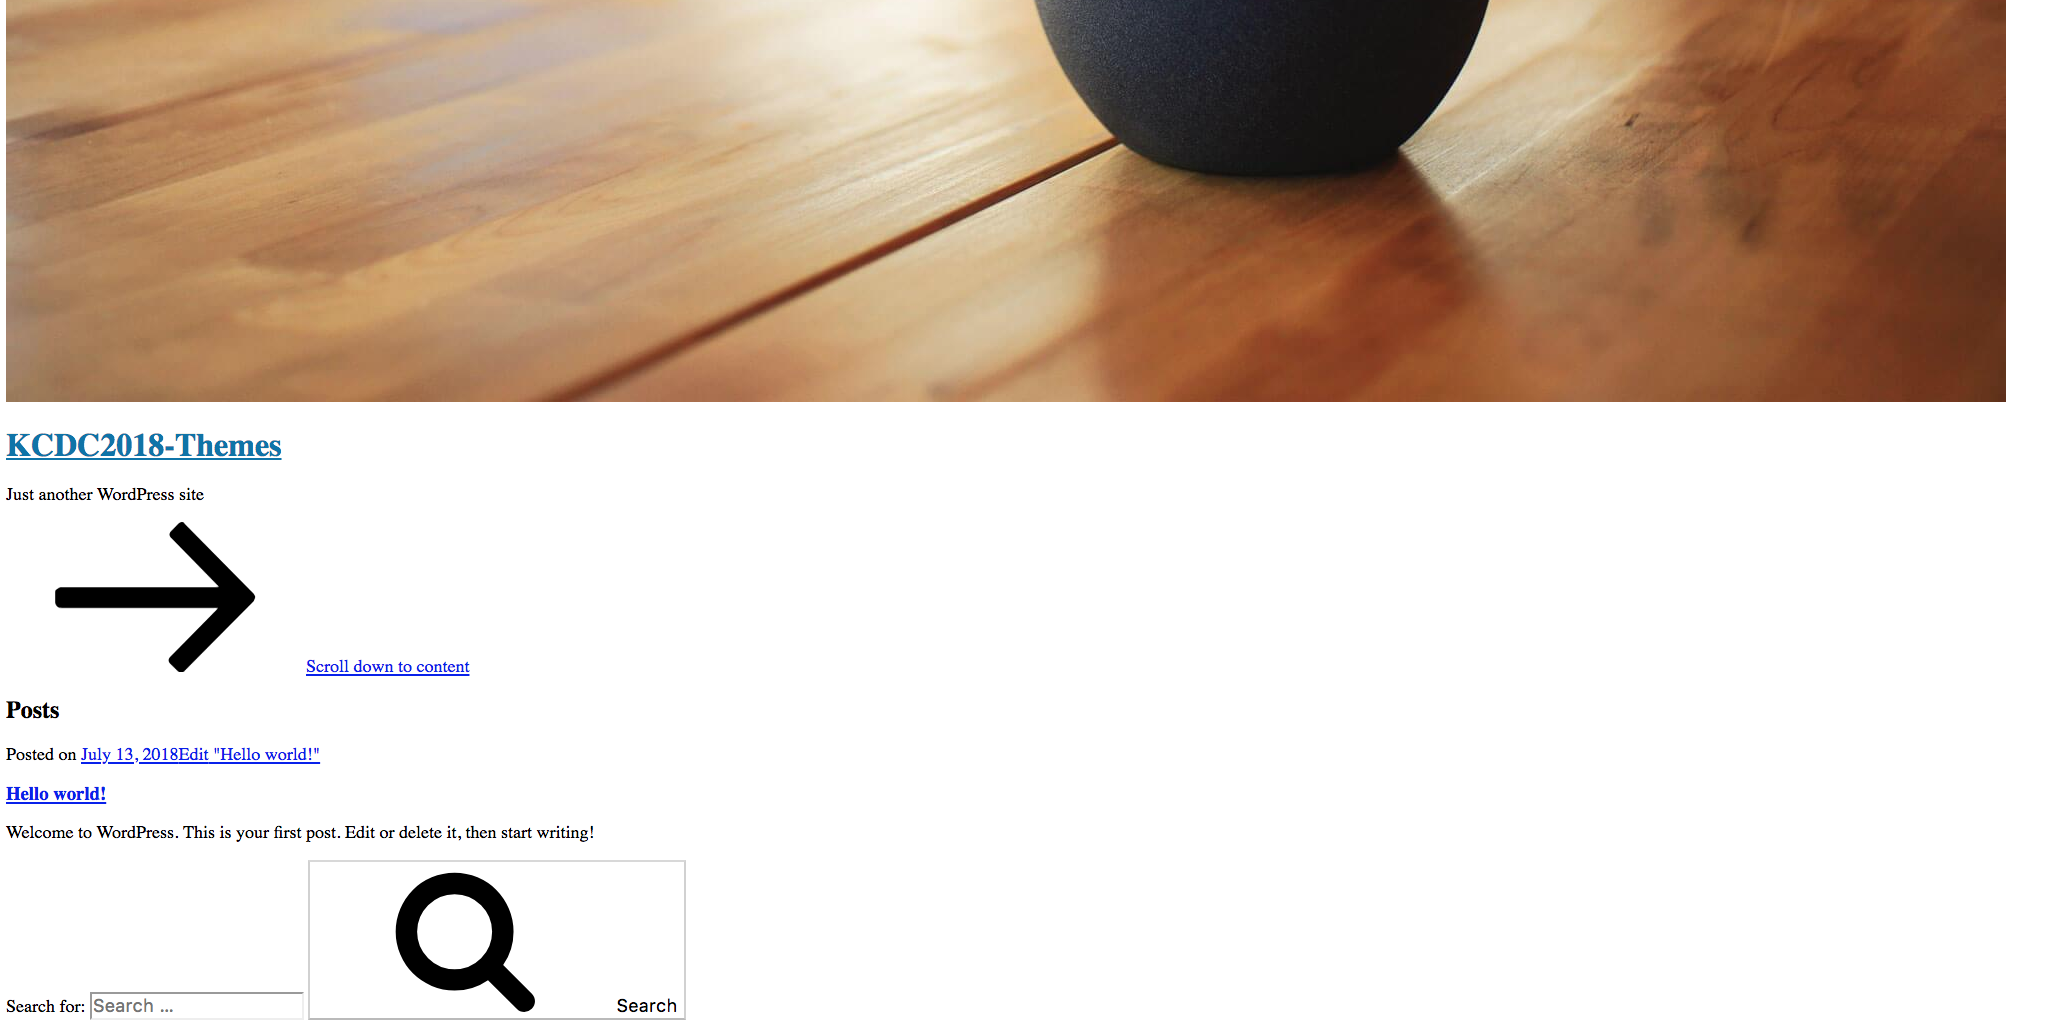 KCDC2018-Themes
Just another WordPress site
Scroll down to content
Posts
Posted on July 13, 2018Edit "Hello world!"
Hello world!
Welcome to WordPress. This is your first post. Edit or delete it, then start writing!
Search for: Search ... Search